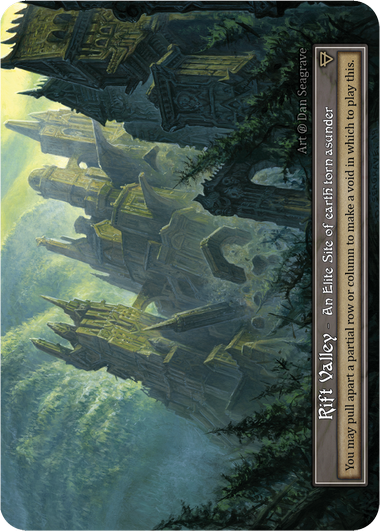 Art @ Dan Seagrave
Rift Valley – An Elite Site of earth torn asunder
You may pull apart a partial row or column to make a void in which to play this.